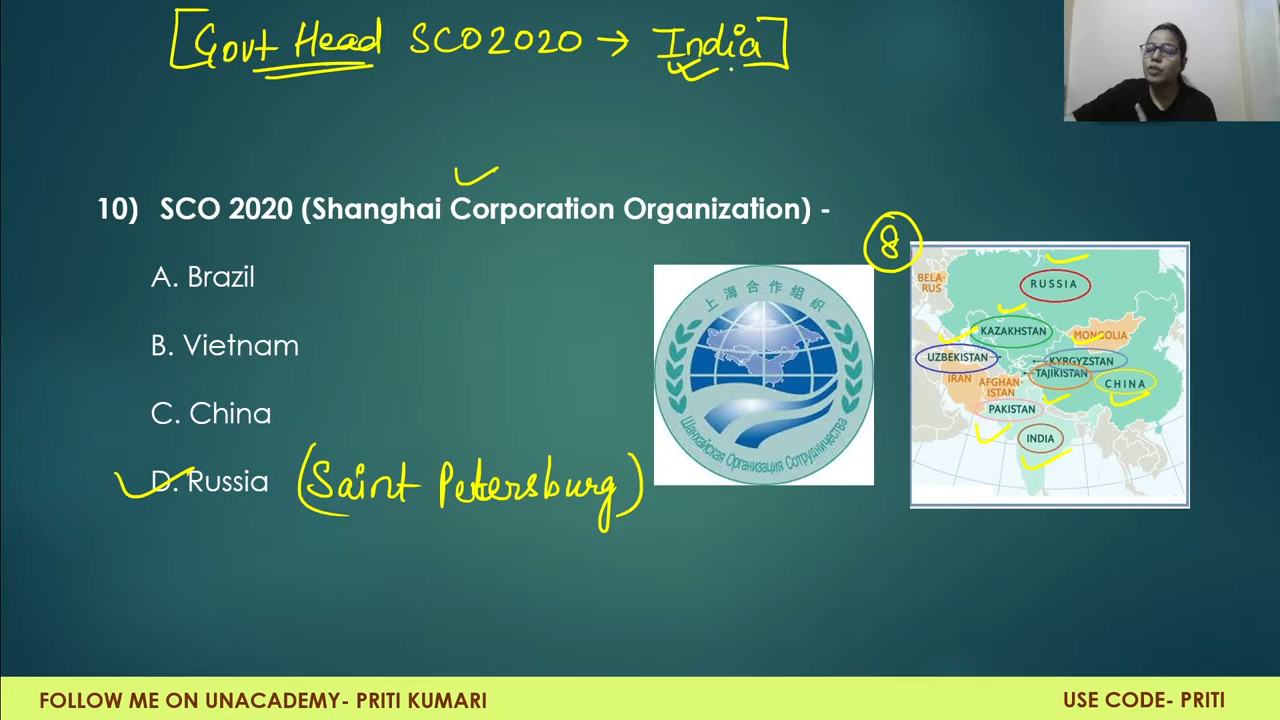 [Govt Head SCO2020 → India]
10) SCO 2020 (Shanghai Corporation Organization) -
A. Brazil
B. Vietnam
C. China
D. Russia (Saint Petersburg)
上海合作组织
Шанхайская Организация Сотрудничества
8
BELA-
RUS
RUSSIA
KAZAKHSTAN
MONGOLIA
UZBEKISTAN
KYRGYZSTAN
IRAN
TAJIKISTAN
AFGHAN-
ISTAN
CHINA
PAKISTAN
INDIA
FOLLOW ME ON UNACADEMY- PRITI KUMARI
USE CODE- PRITI